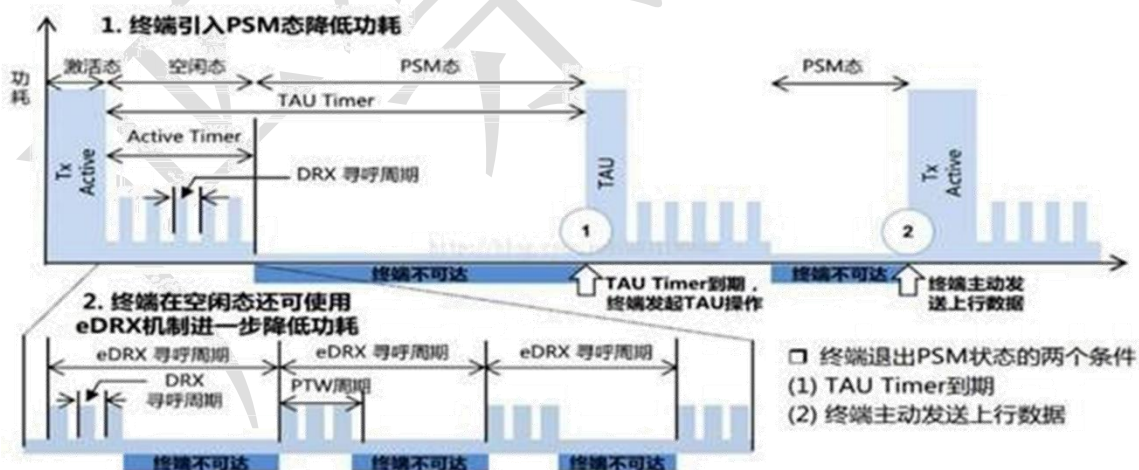 1. 终端引入PSM态降低功耗
功耗
激活态
空闲态
PSM态
PSM态
TAU Timer
Active Timer
DRX 寻呼周期
Tx Active
TAU
Tx Active
1
2
终端不可达
TAU Timer到期，
终端发起TAU操作
终端不可达
终端主动发
送上行数据
2. 终端在空闲态还可使用
eDRX机制进一步降低功耗
eDRX 寻呼周期
eDRX 寻呼周期
eDRX 寻呼周期
DRX
寻呼周期
PTW周期
终端不可达
终端不可达
终端不可达
终端退出PSM状态的两个条件
(1) TAU Timer到期
(2) 终端主动发送上行数据